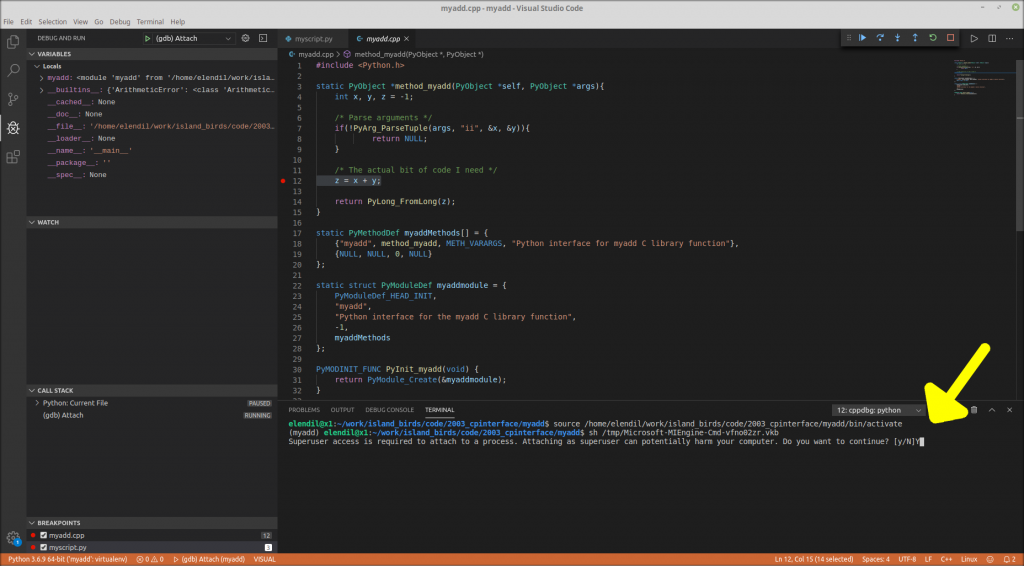 myadd.cpp - myadd - Visual Studio Code
File Edit Selection View Go Debug Terminal Help
DEBUG AND RUN (gdb) Attach
VARIABLES
Locals
myadd: <module 'myadd' from '/home/elendil/work/isla...
__builtins__: {'ArithmeticError': <class 'Arithmetic...
__cached__: None
__doc__: None
__file__: '/home/elendil/work/island_birds/code/2003_...
__loader__: None
__name__: '__main__'
__package__: ''
__spec__: None
WATCH
CALL STACK
Python: Current File PAUSED
(gdb) Attach RUNNING
BREAKPOINTS
myadd.cpp 12
myscript.py 3
myscript.py myadd.cpp
myadd.cpp > method_myadd(PyObject *, PyObject *)
1 #include <Python.h>
2
3 static PyObject *method_myadd(PyObject *self, PyObject *args){
4 int x, y, z = -1;
5
6 /* Parse arguments */
7 if(!PyArg_ParseTuple(args, "ii", &x, &y)){
8 return NULL;
9 }
10
11 /* The actual bit of code I need */
12 z = x + y;
13
14 return PyLong_FromLong(z);
15 }
16
17 static PyMethodDef myaddMethods[] = {
18 {"myadd", method_myadd, METH_VARARGS, "Python interface for myadd C library function"},
19 {NULL, NULL, 0, NULL}
20 };
21
22 static struct PyModuleDef myaddmodule = {
23 PyModuleDef_HEAD_INIT,
24 "myadd",
25 "Python interface for the myadd C library function",
26 -1,
27 myaddMethods
28 };
29
30 PyMODINIT_FUNC PyInit_myadd(void) {
31 return PyModule_Create(&myaddmodule);
32 }
PROBLEMS OUTPUT DEBUG CONSOLE TERMINAL 12: cppdbg: python
elendil@x1:~/work/island_birds/code/2003_cpinterface/myadd$ source /home/elendil/work/island_birds/code/2003_cpinterface/myadd/bin/activate
(myadd) elendil@x1:~/work/island_birds/code/2003_cpinterface/myadd$ sh /tmp/Microsoft-MIEngine-Cmd-vfno02zr.vkb
Superuser access is required to attach to a process. Attaching as superuser can potentially harm your computer. Do you want to continue? [y/N]Y
Python 3.6.9 64-bit ('myadd': virtualenv) 0 0 (gdb) Attach (myadd) VISUAL Ln 12, Col 15 (14 selected) Spaces: 4 UTF-8 LF C++ Linux 2